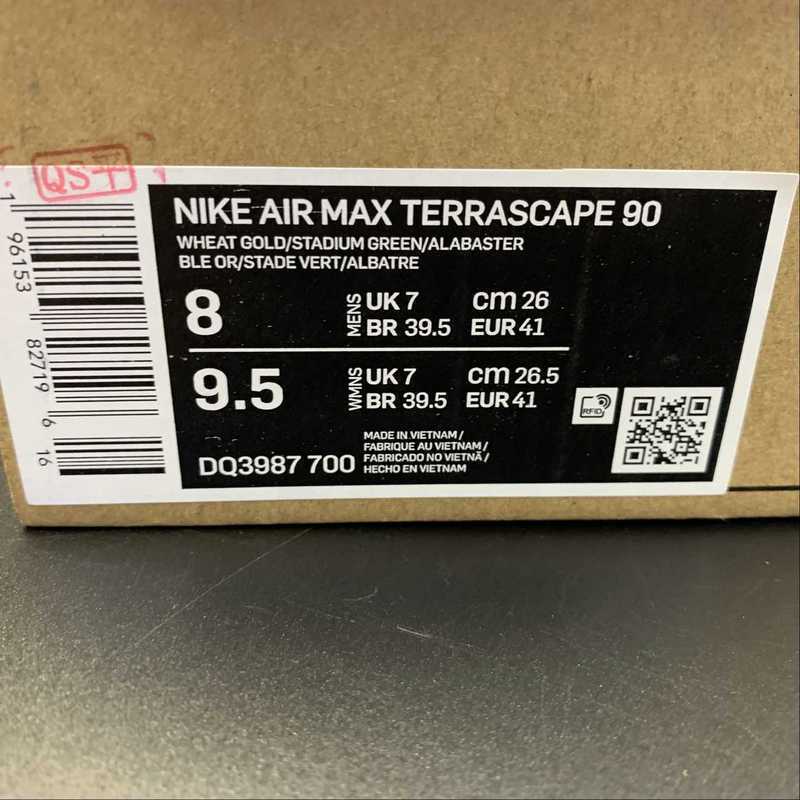 QS平
1 96153 82719 6 16
NIKE AIR MAX TERRASCAPE 90
WHEAT GOLD/STADIUM GREEN/ALABASTER
BLE OR/STADE VERT/ALBATRE
8 MENS UK 7 cm 26
BR 39.5 EUR 41
9.5 WMNS UK 7 cm 26.5
BR 39.5 EUR 41
RFID
DQ3987 700
MADE IN VIETNAM /
FABRIQUE AU VIETNAM /
FABRICADO NO VIETNÃ /
HECHO EN VIETNAM